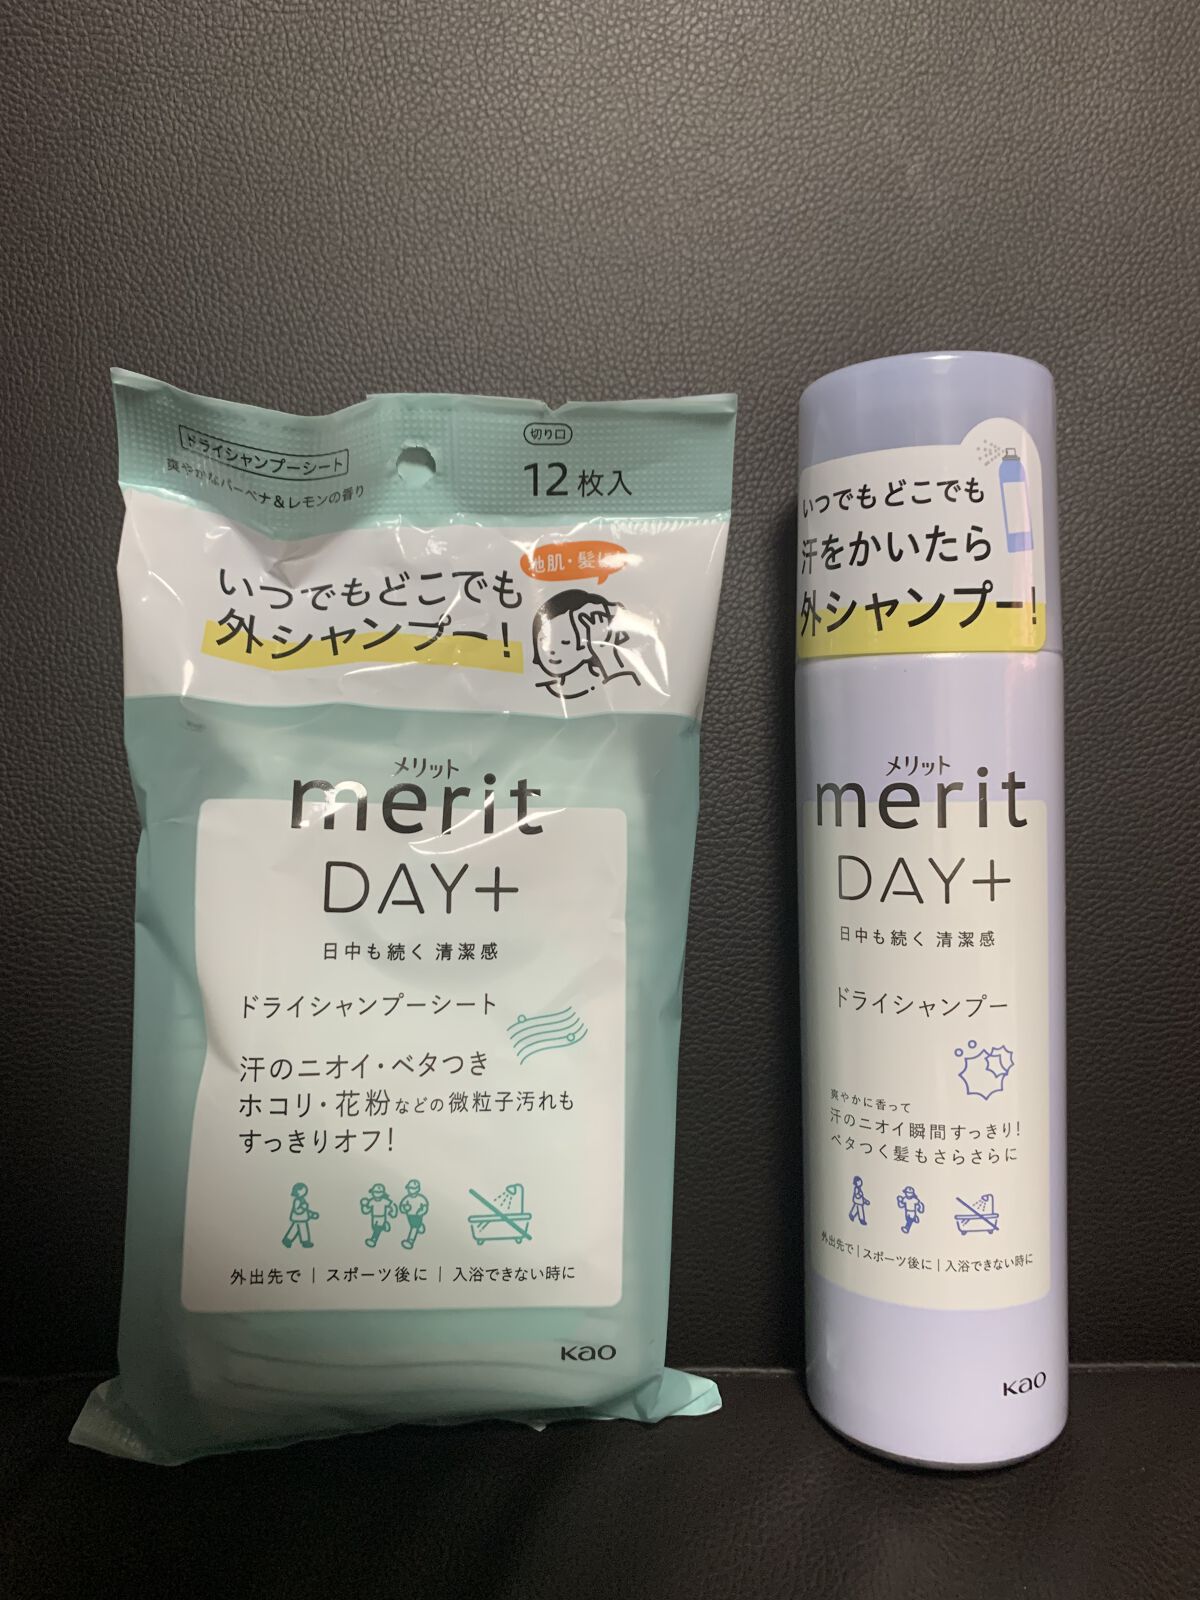 ドライシャンプーシート
爽やかなバーベナ&レモンの香り
切り口
12枚入
地肌・髪に
いつでもどこでも
外シャンプー!
メリット
merit
DAY+
日中も続く 清潔感
ドライシャンプーシート
汗のニオイ・ベタつき
ホコリ・花粉などの微粒子汚れも
すっきりオフ!
外出先で | スポーツ後に | 入浴できない時に
Kao
いつでもどこでも
汗をかいたら
外シャンプー!
メリット
merit
DAY+
日中も続く 清潔感
ドライシャンプー
爽やかに香って
汗のニオイ瞬間すっきり!
ベタつく髪もさらさらに
外出先で | スポーツ後に | 入浴できない時に
Kao